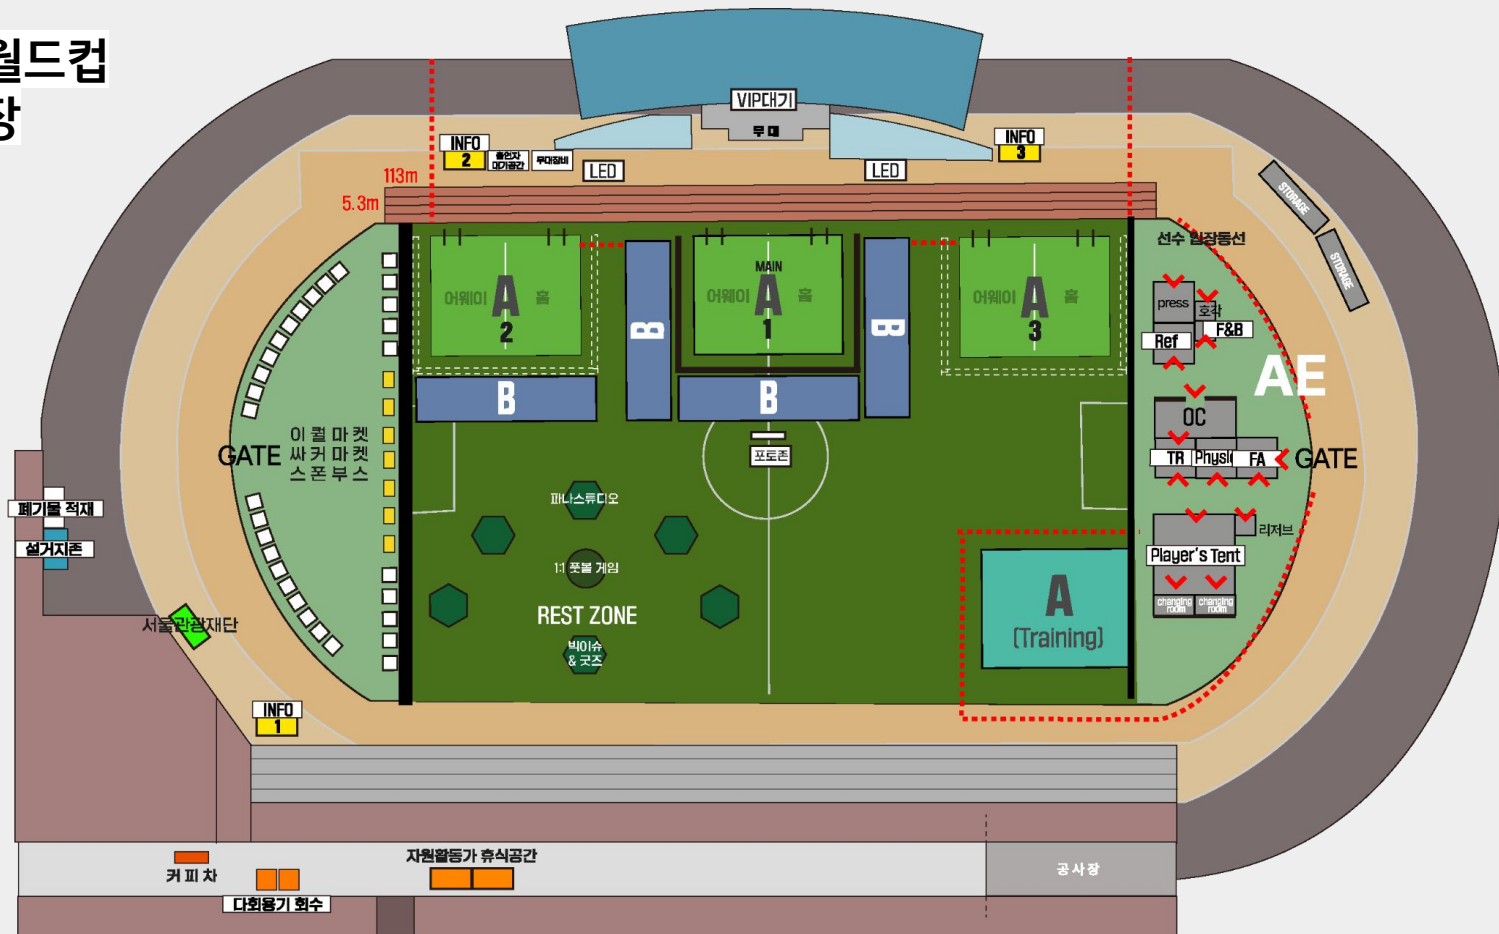 월드컵
장
VIP대기
무대
INFO
2
출연자
대기공간
무대장비
LED
LED
INFO
3
113m
5.3m
STORAGE
STORAGE
선수 입장동선
어웨이 A 홈
2
MAIN
어웨이 A 홈
1
어웨이 A 홈
3
B
B
B
B
press
호각
F&B
Ref
AE
OC
TR
FA
GATE
GATE
이퀄마켓
싸커마켓
스폰부스
포토존
파나스튜디오
1:1 풋볼 게임
REST ZONE
빅이슈
& 굿즈
A
(Training)
리저브
Player's Tent
changing
room
changing
room
폐기물 적재
설거지존
서울관광재단
INFO
1
커피차
다회용기 회수
자원활동가 휴식공간
공사장